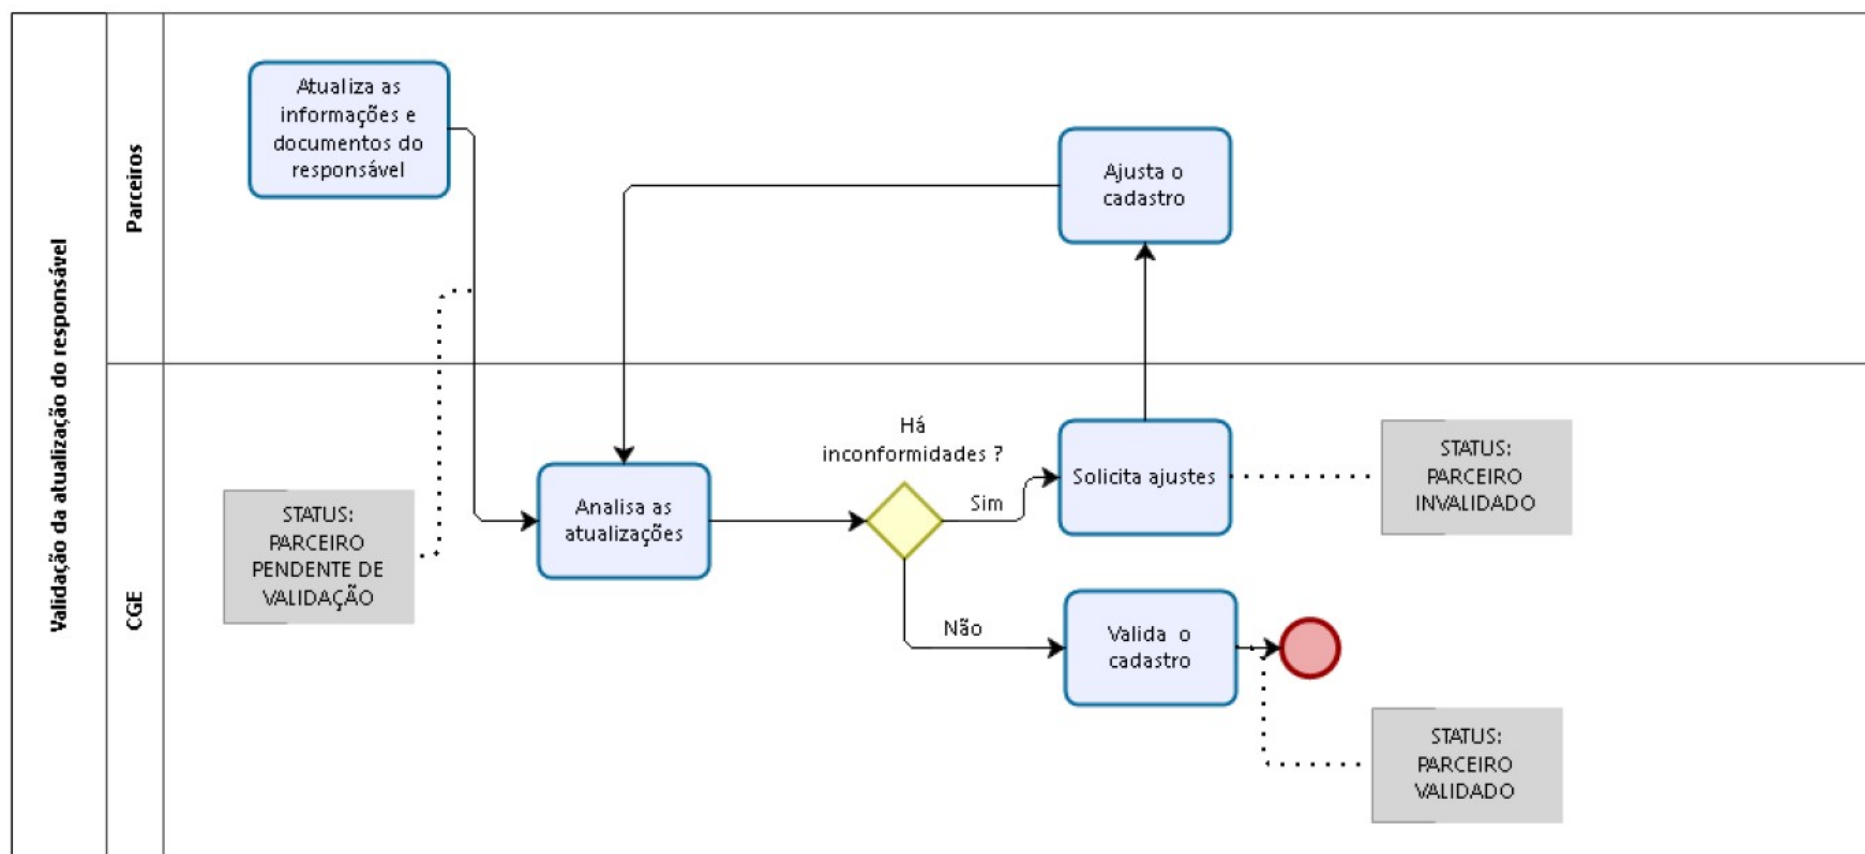 Validação da atualização do responsável
Parceiros
Atualiza as
informações e
documentos do
responsável
Ajusta o
cadastro
CGE
STATUS:
PARCEIRO
PENDENTE DE
VALIDAÇÃO
Analisa as
atualizações
Há
inconformidades ?
Sim
Não
Solicita ajustes
STATUS:
PARCEIRO
INVALIDADO
Valida o
cadastro
STATUS:
PARCEIRO
VALIDADO